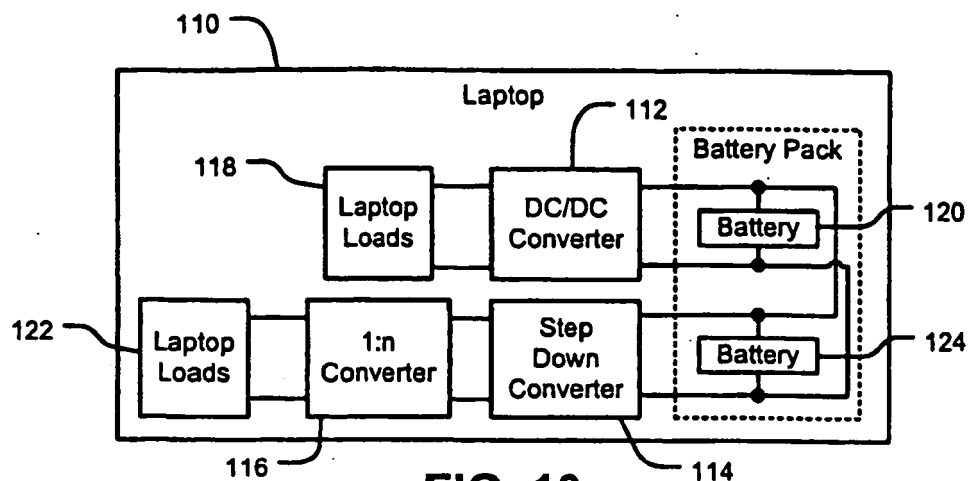 110
Laptop
112
118
Battery Pack
Laptop
Loads
DC/DC
Converter
Battery
120
122
Laptop
Loads
1:n
Converter
Step
Down
Converter
Battery
124
116
114